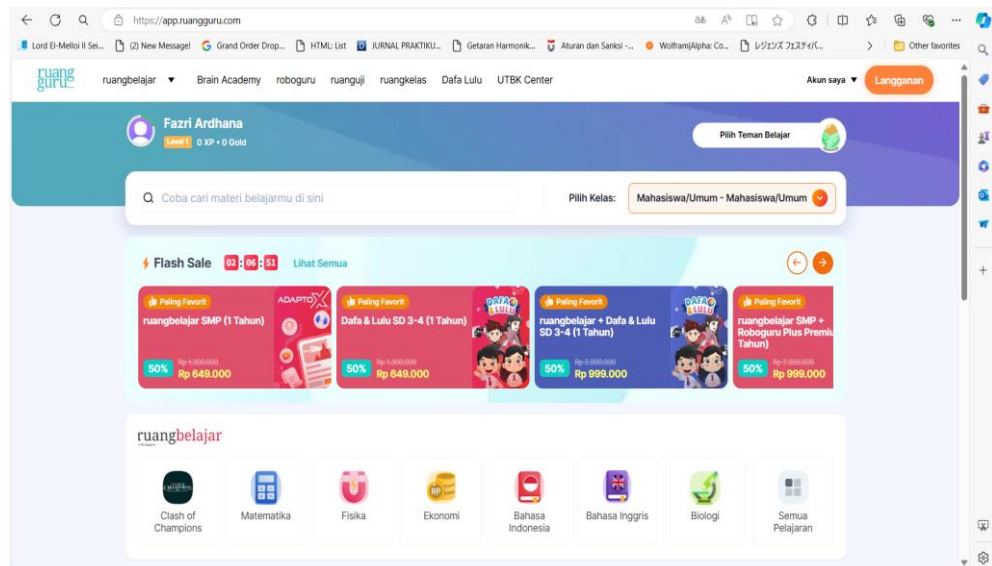 https://app.ruangguru.com
Lord El-Melloi II Sei...
(2) New Message!
Grand Order Drop...
HTML: List
JURNAL PRAKTIKU...
Getaran Harmonik...
Aturan dan Sanksi -...
Wolfram|Alpha: Co...
レジェンズ フェスティバ...
Other favorites
ruang
guru
ruangbelajar
Brain Academy
roboguru
ruanguji
ruangkelas
Dafa Lulu
UTBK Center
Akun saya
Langganan
Fazri Ardhana
Level 1 0 XP • 0 Gold
Pilih Teman Belajar
Coba cari materi belajarmu di sini
Pilih Kelas:
Mahasiswa/Umum - Mahasiswa/Umum
Flash Sale 02 : 06 : 51 Lihat Semua
Paling Favorit
ADAPTO X
ruangbelajar SMP (1 Tahun)
50%
Rp 1.300.000
Rp 649.000
Paling Favorit
DAFA & LULU
Dafa & Lulu SD 3-4 (1 Tahun)
50%
Rp 1.300.000
Rp 649.000
Paling Favorit
DAFA & LULU
ruangbelajar + Dafa & Lulu
SD 3-4 (1 Tahun)
50%
Rp 2.000.000
Rp 999.000
Paling Favorit
ruangbelajar SMP +
Roboguru Plus Premiu
Tahun)
50%
Rp 2.000.000
Rp 999.000
ruangbelajar
Clash of
Champions
Matematika
RP
Fisika
Ekonomi
Bahasa
Indonesia
Bahasa Inggris
Biologi
Semua
Pelajaran